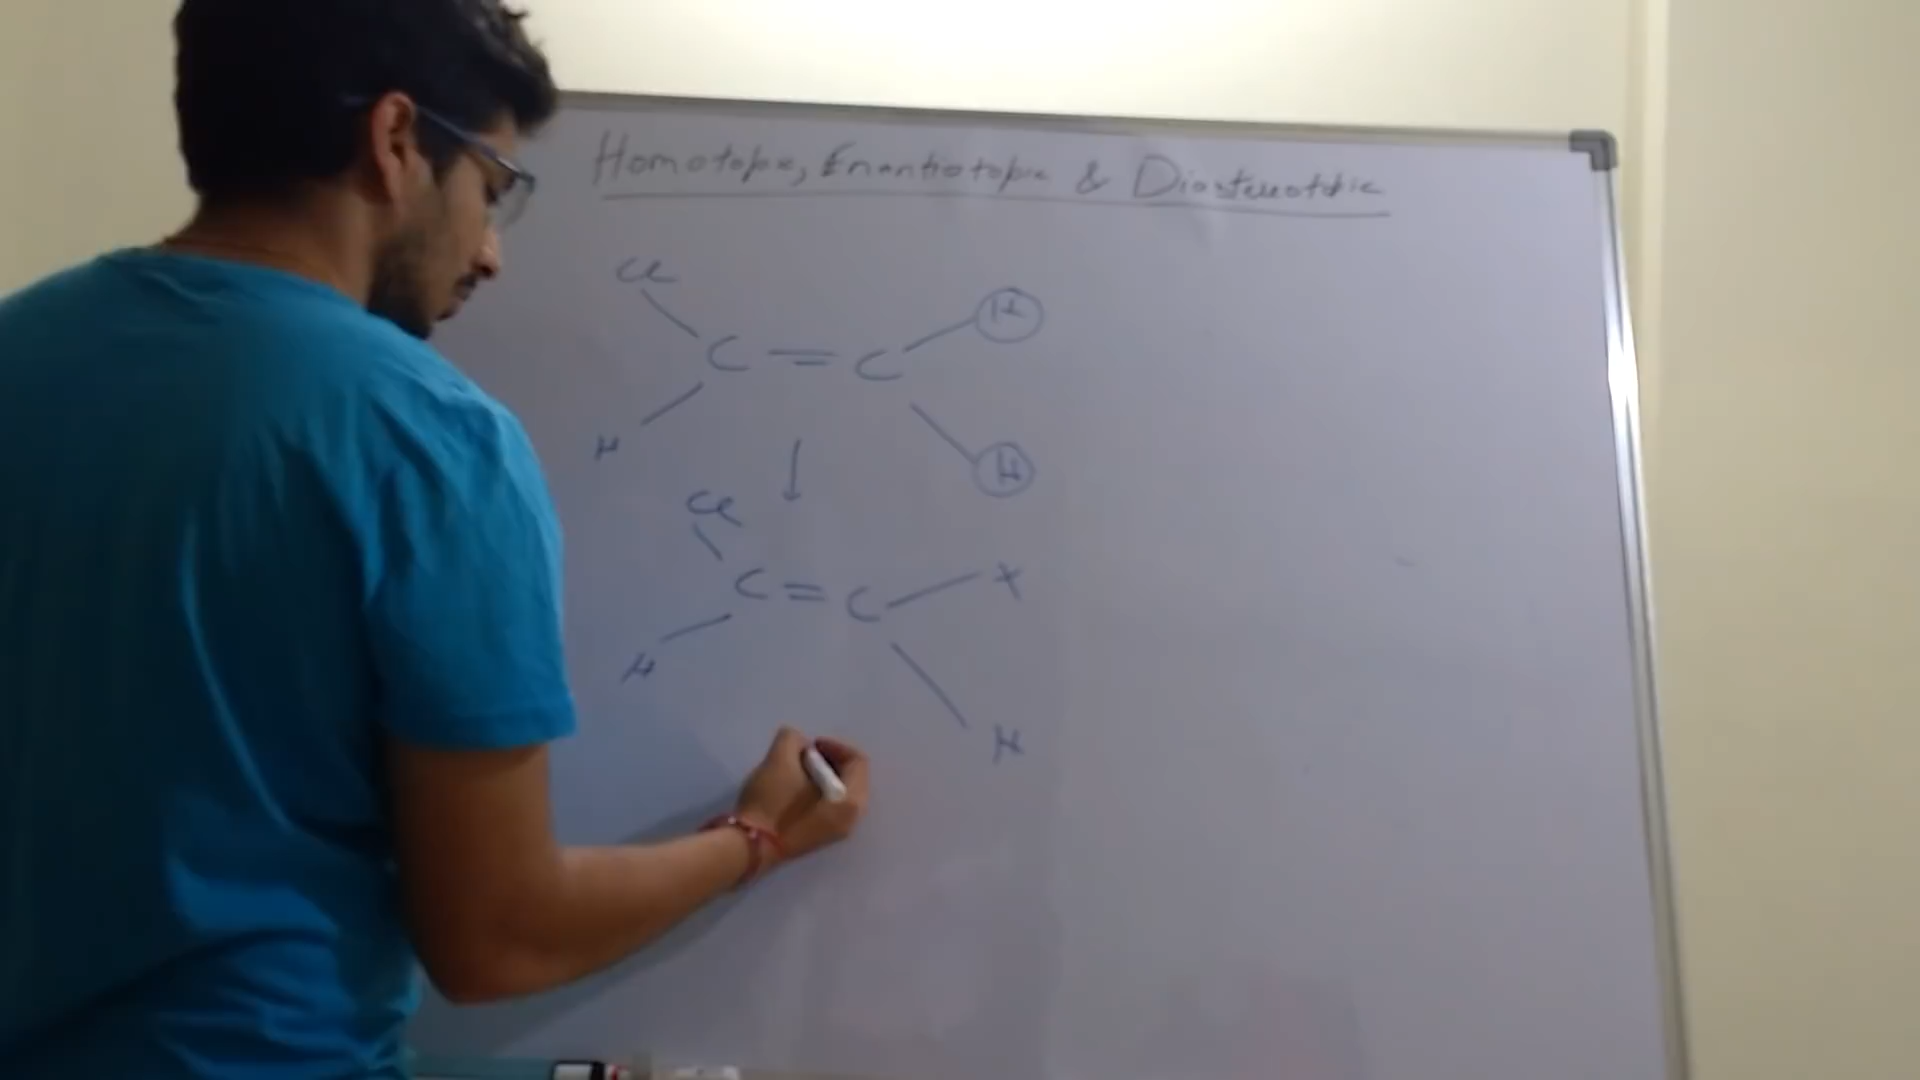 Homotopic, Enantiotopic & Diastereotopic
Cl
H
C = C
H
H
Cl
C = C
X
H
H